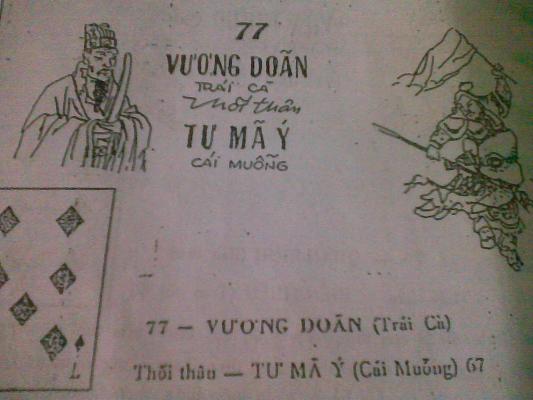 77
VƯƠNG DOÃN
TRÁI CÀ
Thối thân
TƯ MÃ Ý
CÁI MUỖNG
77 — VƯƠNG DOÃN (Trái Cà)
Thối thân — TƯ MÃ Ý (Cái Muỗng) 67
7